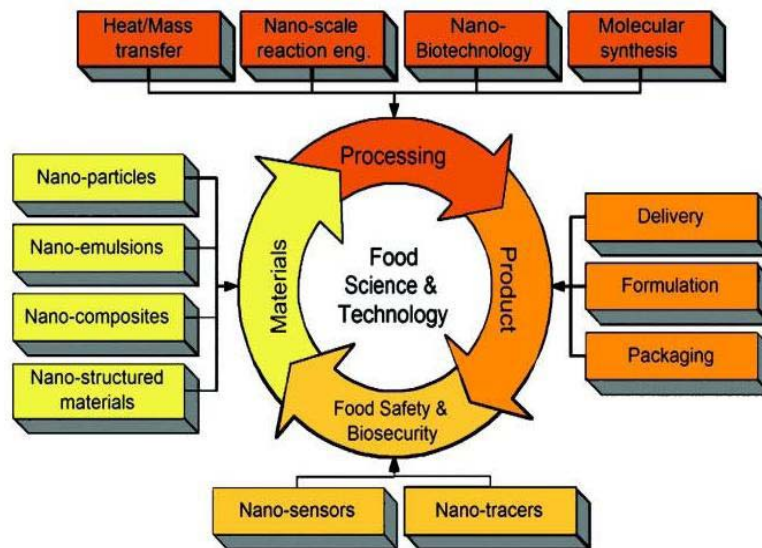 Heat/Mass
transfer
Nano-scale
reaction eng.
Nano-
Biotechnology
Molecular
synthesis
Processing
Nano-particles
Nano-emulsions
Nano-composites
Nano-structured
materials
Materials
Food
Science &
Technology
Product
Delivery
Formulation
Packaging
Food Safety &
Biosecurity
Nano-sensors
Nano-tracers